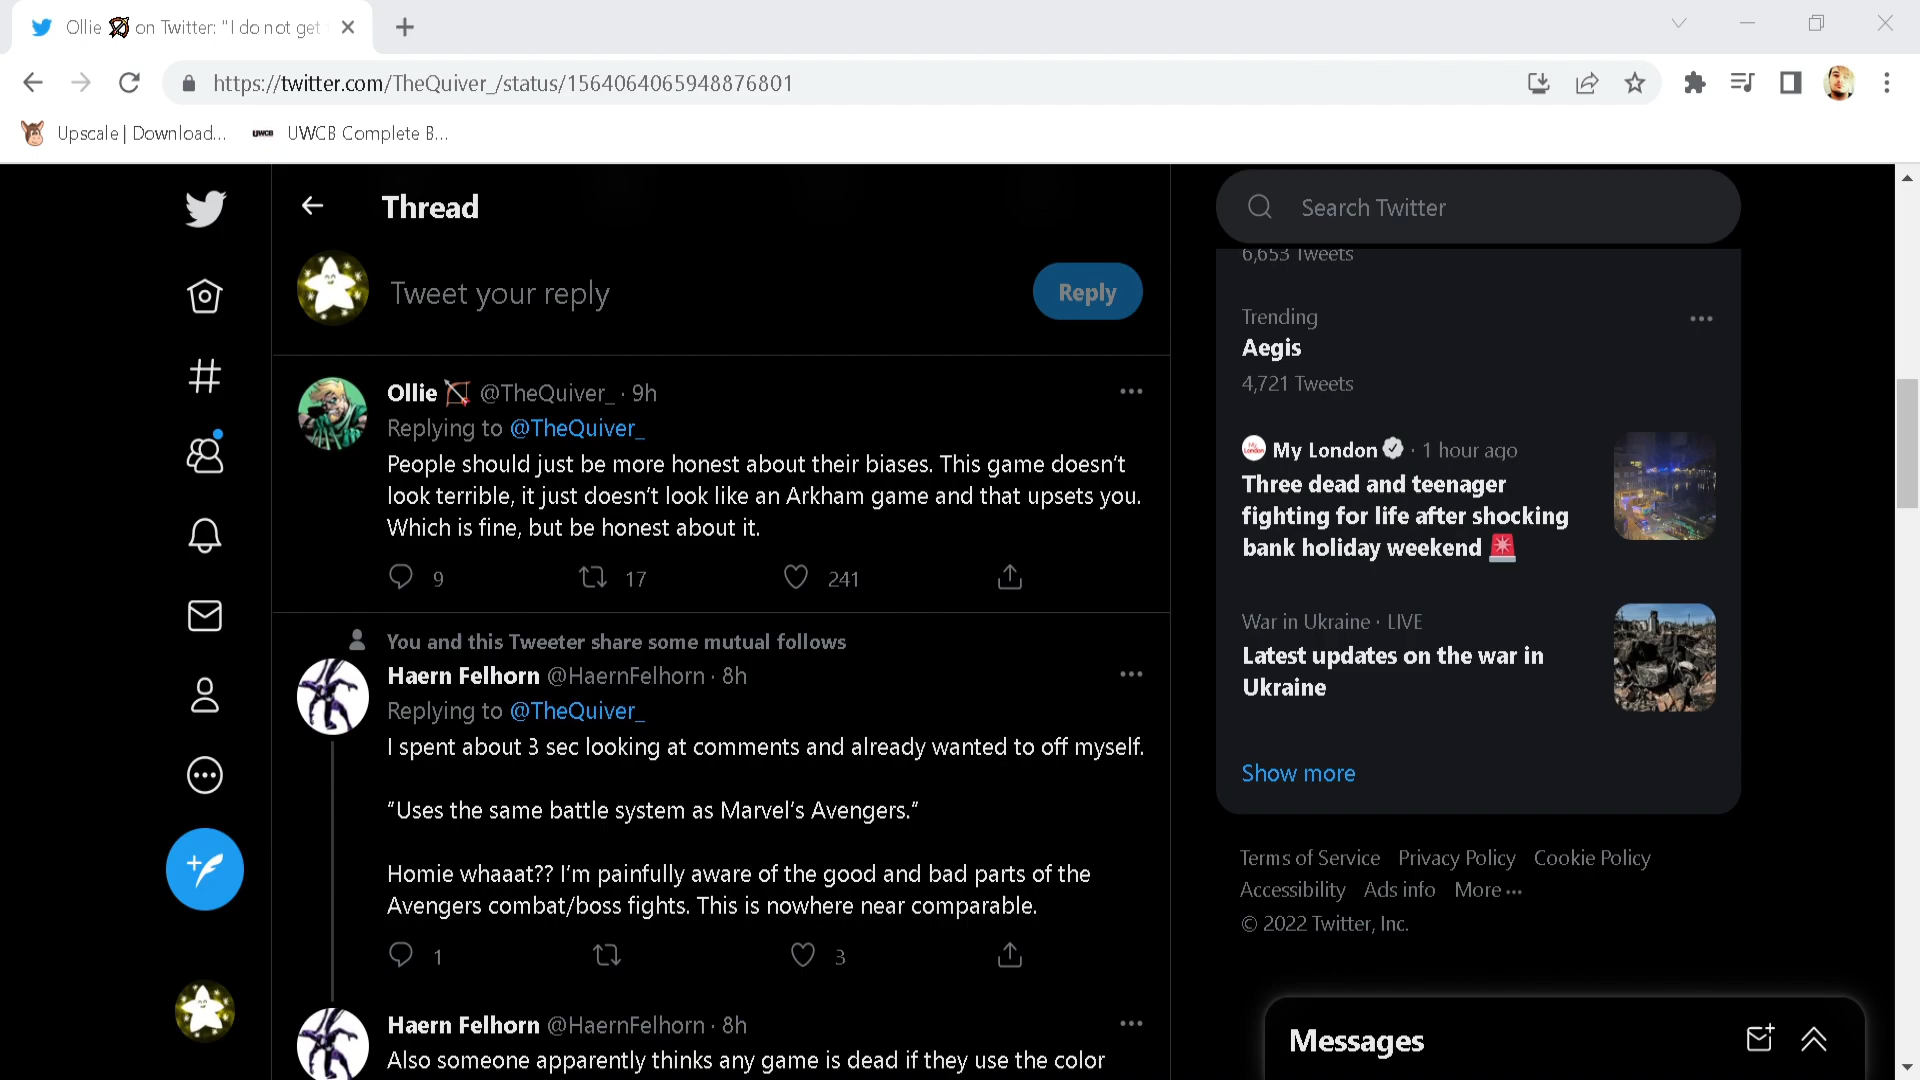 Ollie 🏹 on Twitter: "I do not get
https://twitter.com/TheQuiver_/status/1564064065948876801
Upscale | Download...
UWCB
UWCB Complete B...
Thread
Tweet your reply
Reply
Ollie 🏹 @TheQuiver_ · 9h
Replying to @TheQuiver_
People should just be more honest about their biases. This game doesn't
look terrible, it just doesn't look like an Arkham game and that upsets you.
Which is fine, but be honest about it.
9
17
241
You and this Tweeter share some mutual follows
Haern Felhorn @HaernFelhorn · 8h
Replying to @TheQuiver_
I spent about 3 sec looking at comments and already wanted to off myself.
“Uses the same battle system as Marvel's Avengers.”
Homie whaaat?? I'm painfully aware of the good and bad parts of the
Avengers combat/boss fights. This is nowhere near comparable.
1
3
Haern Felhorn @HaernFelhorn · 8h
Also someone apparently thinks any game is dead if they use the color
Search Twitter
6,653 Tweets
Trending
Aegis
4,721 Tweets
My London · 1 hour ago
Three dead and teenager
fighting for life after shocking
bank holiday weekend 🚨
War in Ukraine · LIVE
Latest updates on the war in
Ukraine
Show more
Terms of Service Privacy Policy Cookie Policy
Accessibility Ads info More ...
© 2022 Twitter, Inc.
Messages